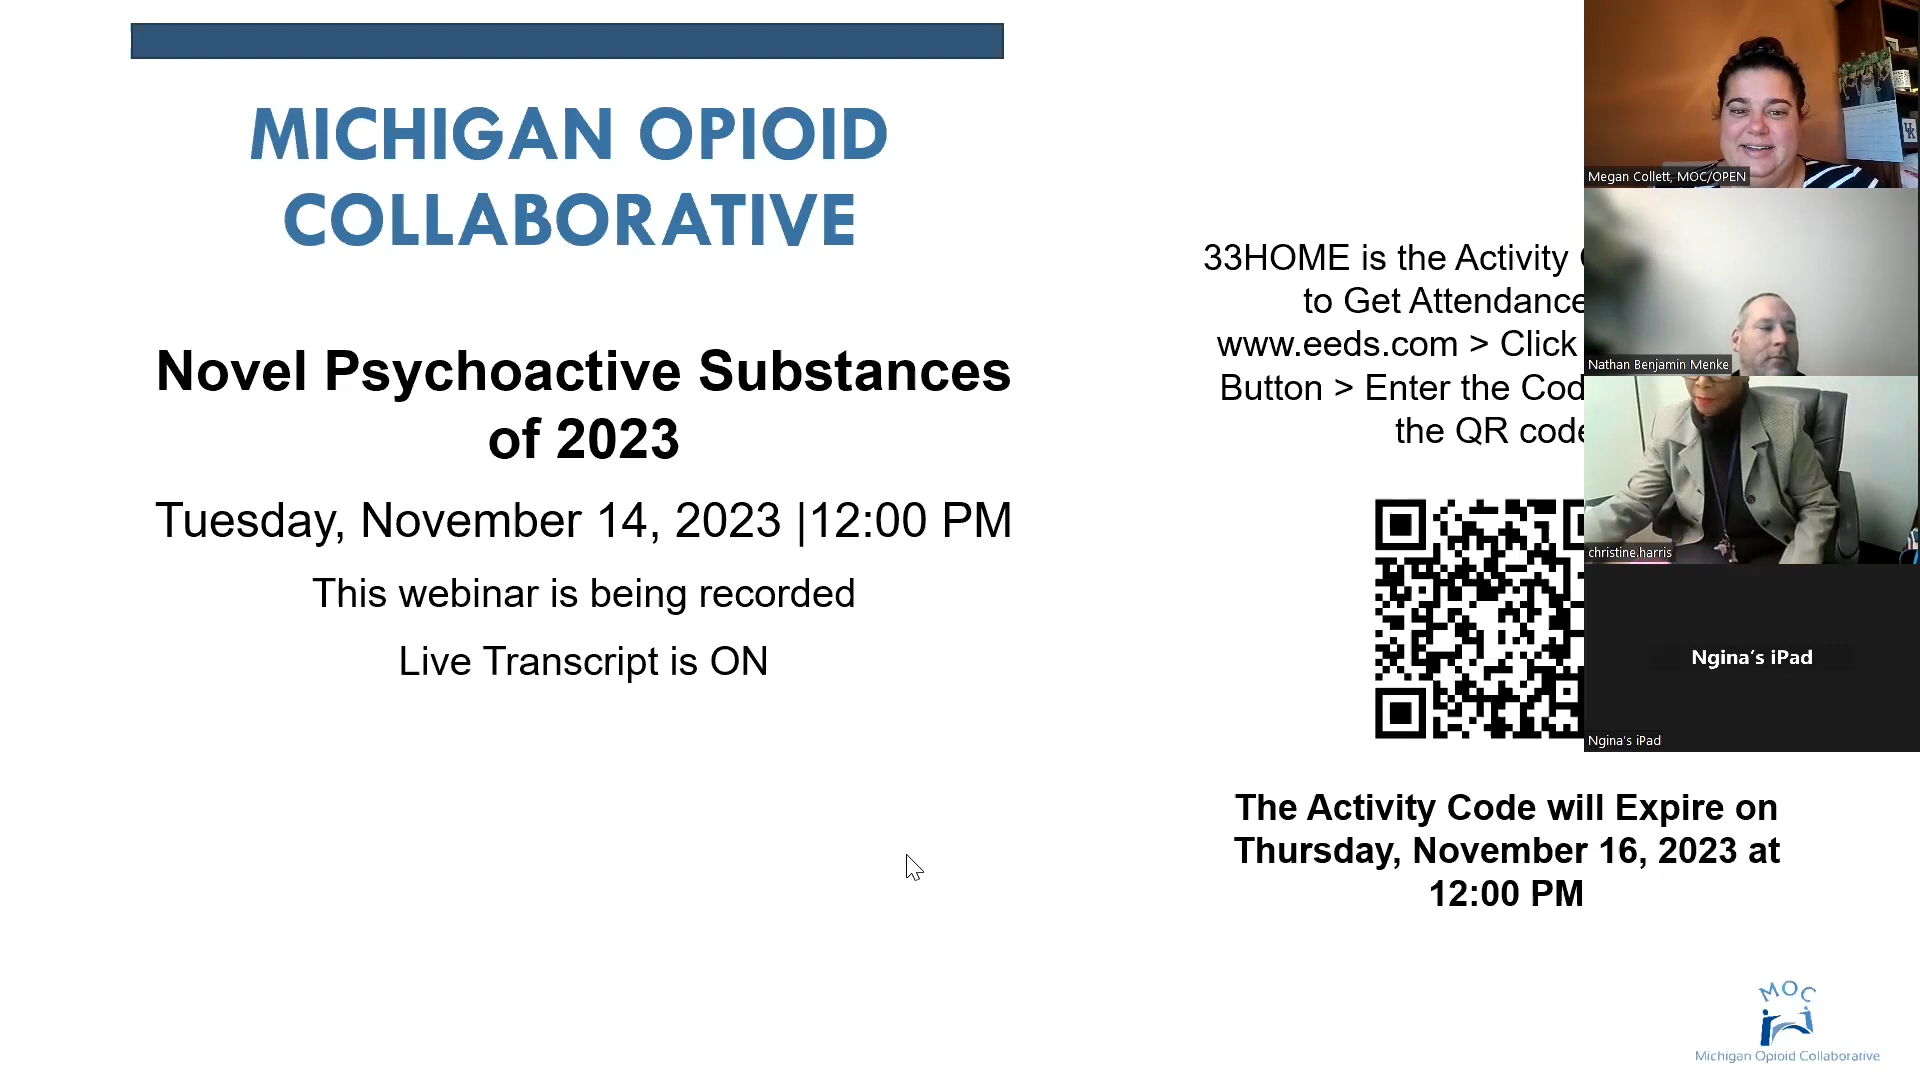 MICHIGAN OPIOID
COLLABORATIVE
Novel Psychoactive Substances
of 2023
Tuesday, November 14, 2023 |12:00 PM
This webinar is being recorded
Live Transcript is ON
33HOME is the Activity
to Get Attendance
www.eeds.com > Click
Button > Enter the
the QR
The Activity Code will Expire on
Thursday, November 16, 2023 at
12:00 PM
Megan Collett, MOC/OPEN
Nathan Benjamin Menke
christine.harris
Ngina's iPad
Ngina's iPad
MOC
Michigan Opioid Collaborative